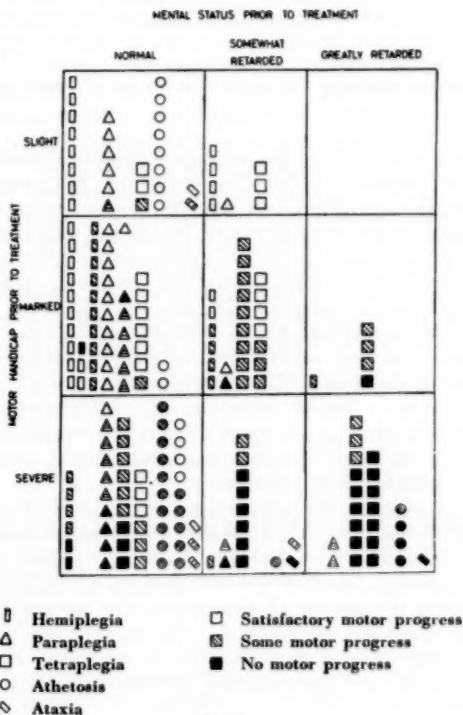 MENTAL STATUS PRIOR TO TREATMENT
NORMAL
SOMEWHAT
RETARDED
GREATLY RETARDED
MOTOR HANDICAP PRIOR TO TREATMENT
SLIGHT
MARKED
SEVERE
Hemiplegia
Paraplegia
Tetraplegia
Athetosis
Ataxia
Satisfactory motor progress
Some motor progress
No motor progress